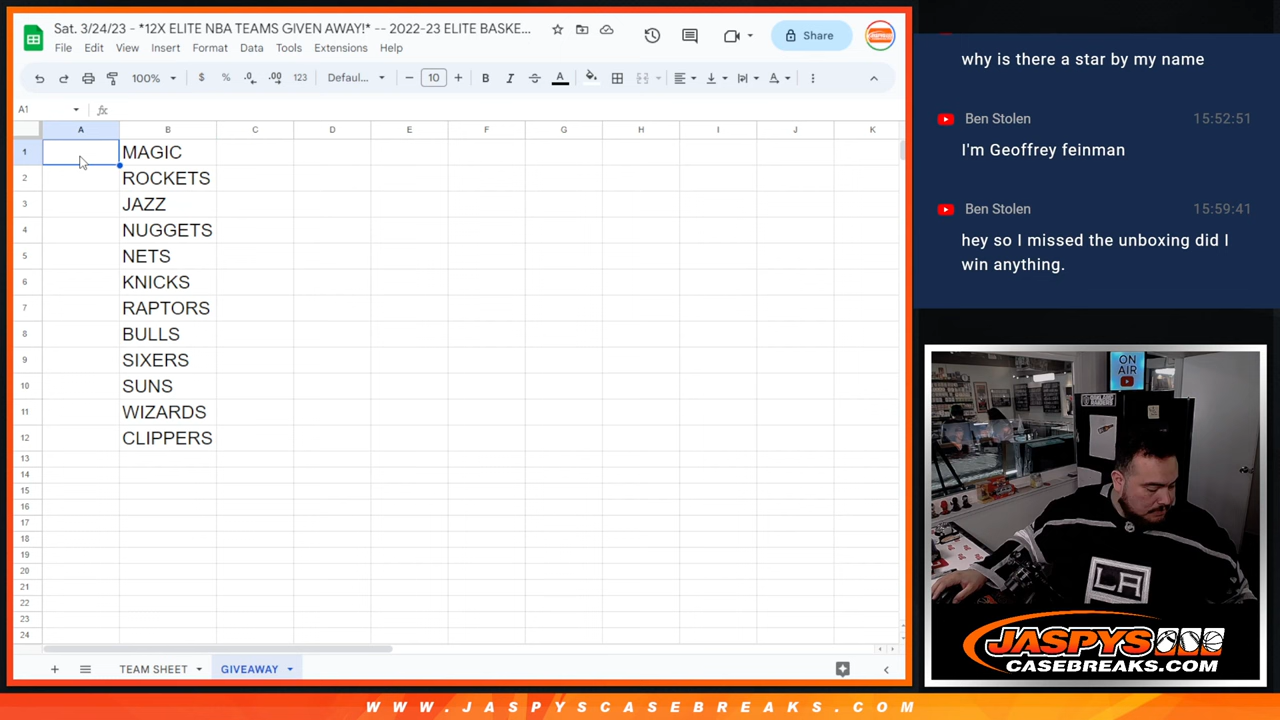 Sat. 3/24/23 - *12X ELITE NBA TEAMS GIVEN AWAY!* -- 2022-23 ELITE BASKE...
File Edit View Insert Format Data Tools Extensions Help
Share
100% $ % .0 .00 123 Defaul... − 10 + B I S A
A1 fx
A B C D E F G H I J K
1 MAGIC
2 ROCKETS
3 JAZZ
4 NUGGETS
5 NETS
6 KNICKS
7 RAPTORS
8 BULLS
9 SIXERS
10 SUNS
11 WIZARDS
12 CLIPPERS
13
14
15
16
17
18
19
20
21
22
23
24
+ TEAM SHEET GIVEAWAY
why is there a star by my name
Ben Stolen 15:52:51
I'm Geoffrey feinman
Ben Stolen 15:59:41
hey so I missed the unboxing did I
win anything.
ON
AIR
LA
JASPYS
CASEBREAKS.COM
WWW.JASPYSCASEBREAKS.COM